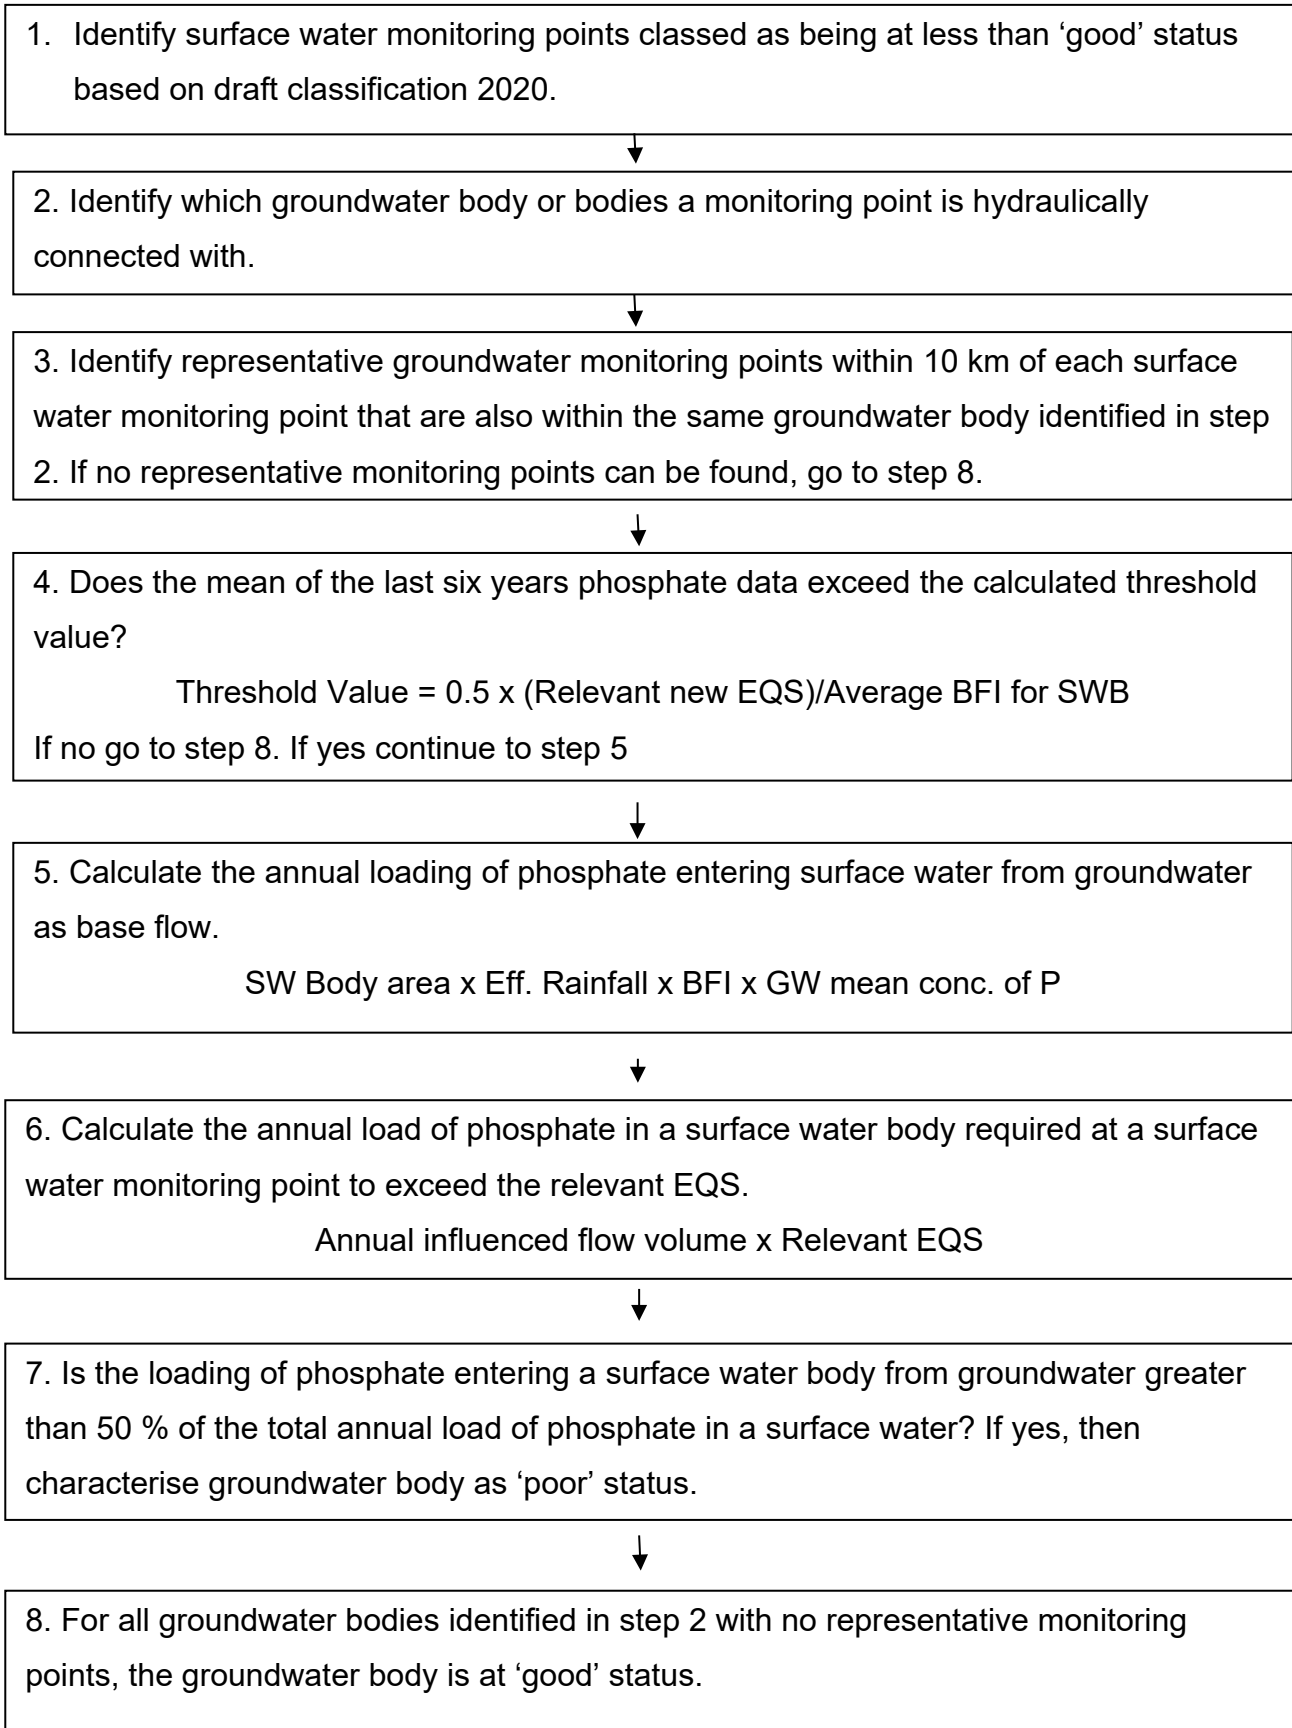 1. Identify surface water monitoring points classed as being at less than ‘good’ status
based on draft classification 2020.
2. Identify which groundwater body or bodies a monitoring point is hydraulically
connected with.
3. Identify representative groundwater monitoring points within 10 km of each surface
water monitoring point that are also within the same groundwater body identified in step
2. If no representative monitoring points can be found, go to step 8.
4. Does the mean of the last six years phosphate data exceed the calculated threshold
value?
Threshold Value = 0.5 x (Relevant new EQS)/Average BFI for SWB
If no go to step 8. If yes continue to step 5
5. Calculate the annual loading of phosphate entering surface water from groundwater
as base flow.
SW Body area x Eff. Rainfall x BFI x GW mean conc. of P
6. Calculate the annual load of phosphate in a surface water body required at a surface
water monitoring point to exceed the relevant EQS.
Annual influenced flow volume x Relevant EQS
7. Is the loading of phosphate entering a surface water body from groundwater greater
than 50 % of the total annual load of phosphate in a surface water? If yes, then
characterise groundwater body as ‘poor’ status.
8. For all groundwater bodies identified in step 2 with no representative monitoring
points, the groundwater body is at ‘good’ status.